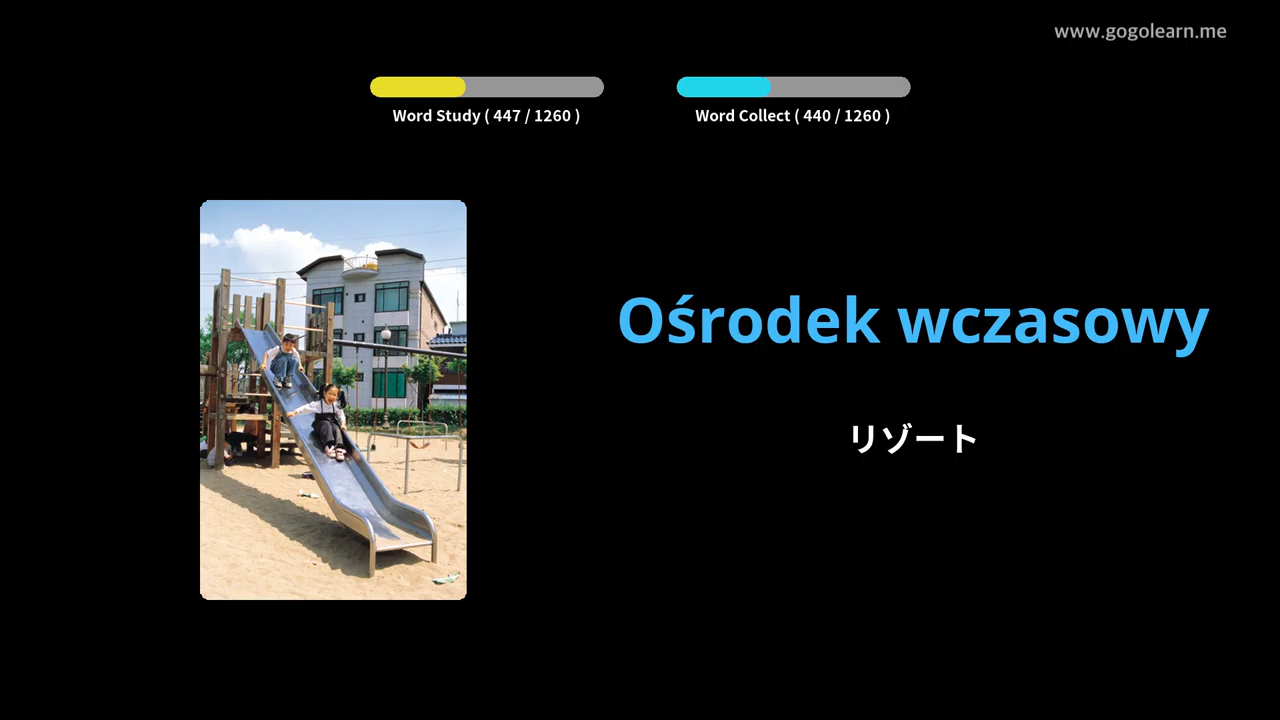 www.gogolearn.me
Word Study ( 447 / 1260 )
Word Collect ( 440 / 1260 )
Ośrodek wczasowy
リゾート